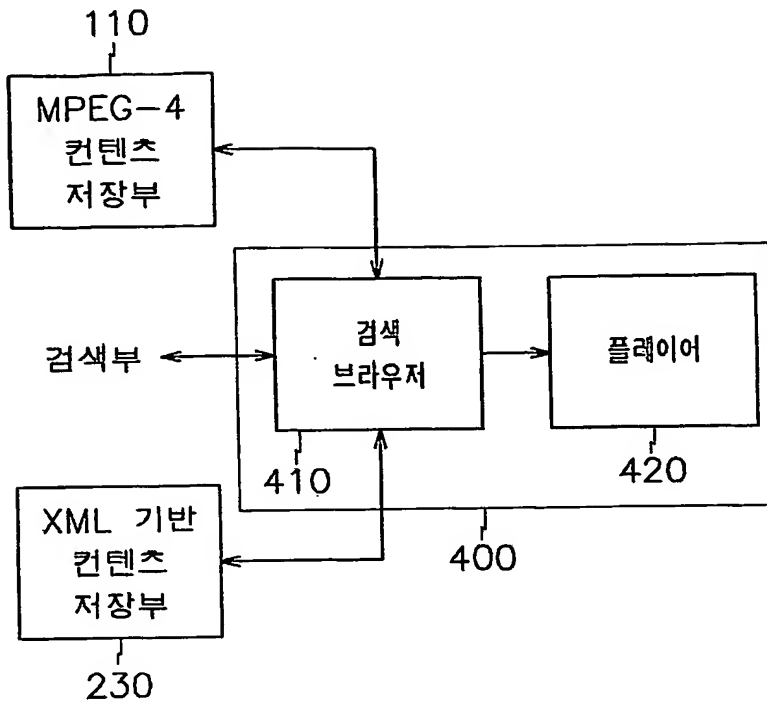 110
MPEG-4
컨텐츠
저장부
검색부
검색
브라우저
플레이어
410
420
XML 기반
컨텐츠
저장부
400
230